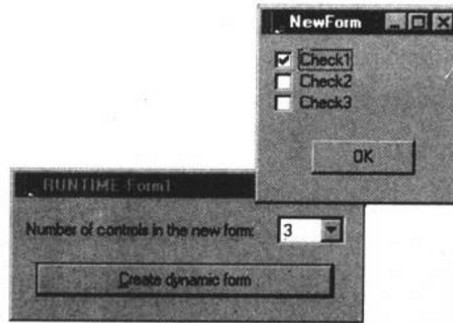 NewForm
Check1
Check2
Check3
OK
RUNTIME-Form1
Number of controls in the new form:
3
Create dynamic form